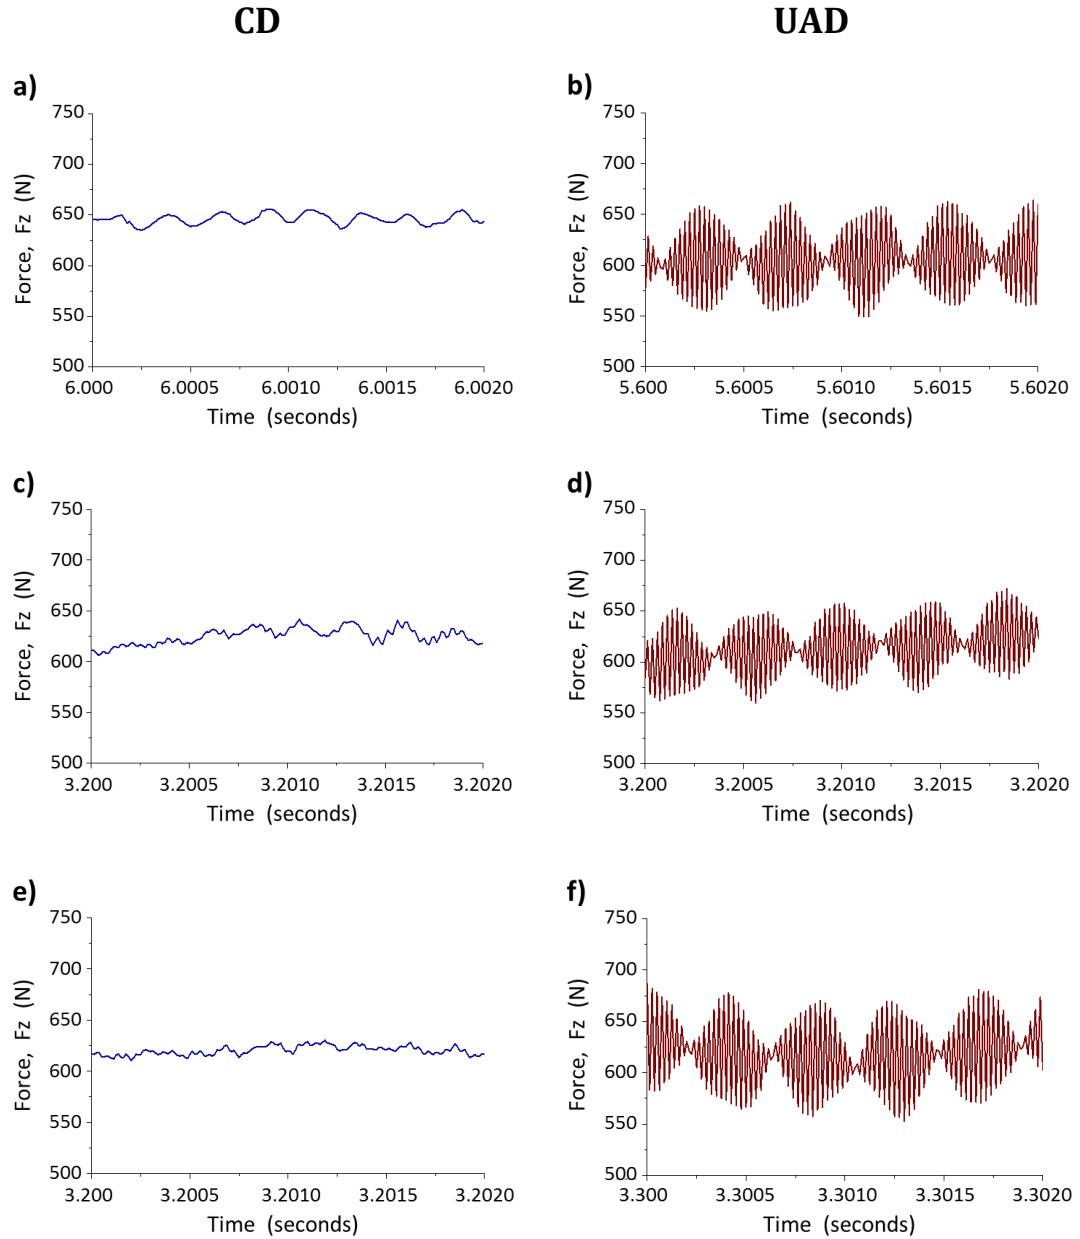 CD
UAD
a)
750
700
650
600
550
500
Force, Fz (N)
6.000 6.0005 6.0010 6.0015 6.0020
Time (seconds)
b)
750
700
650
600
550
500
Force, Fz (N)
5.600 5.6005 5.6010 5.6015 5.6020
Time (seconds)
c)
750
700
650
600
550
500
Force, Fz (N)
3.200 3.2005 3.2010 3.2015 3.2020
Time (seconds)
d)
750
700
650
600
550
500
Force, Fz (N)
3.200 3.2005 3.2010 3.2015 3.2020
Time (seconds)
e)
750
700
650
600
550
500
Force, Fz (N)
3.200 3.2005 3.2010 3.2015 3.2020
Time (seconds)
f)
750
700
650
600
550
500
Force, Fz (N)
3.300 3.3005 3.3010 3.3015 3.3020
Time (seconds)